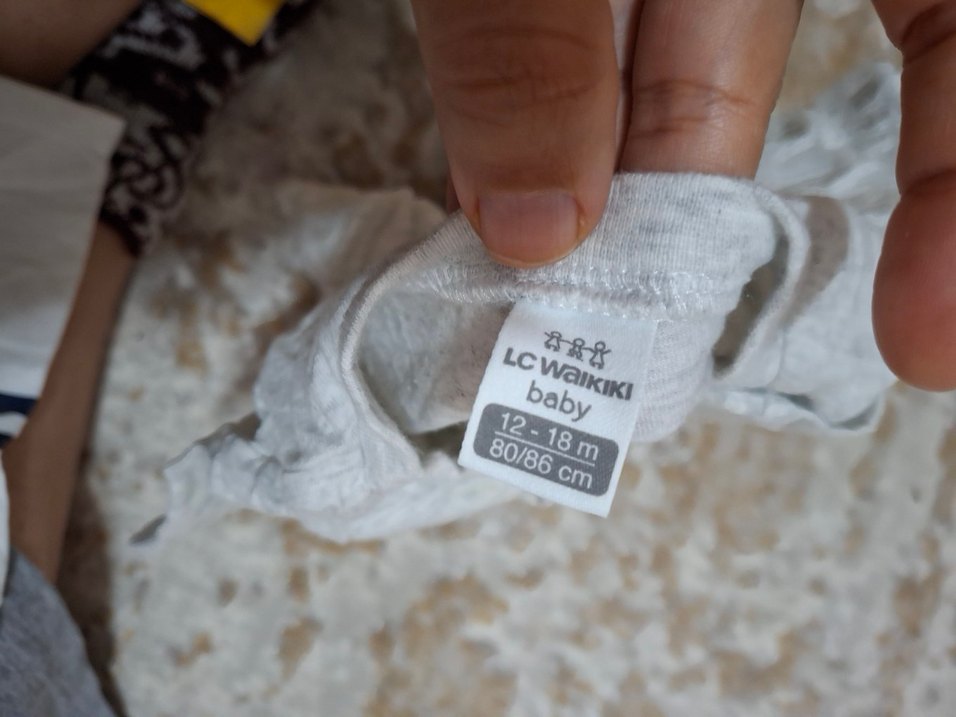 LC WAIKIKI
baby
12 - 18 m
80/86 cm